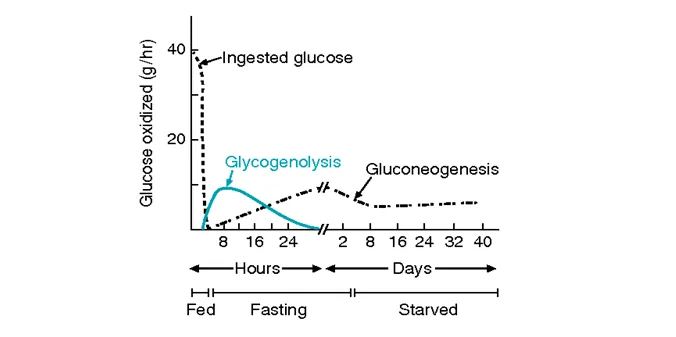 Glucose oxidized (g/hr)
40
20
Ingested glucose
Glycogenolysis
Gluconeogenesis
8 16 24 2 8 16 24 32 40
Hours Days
Fed Fasting Starved